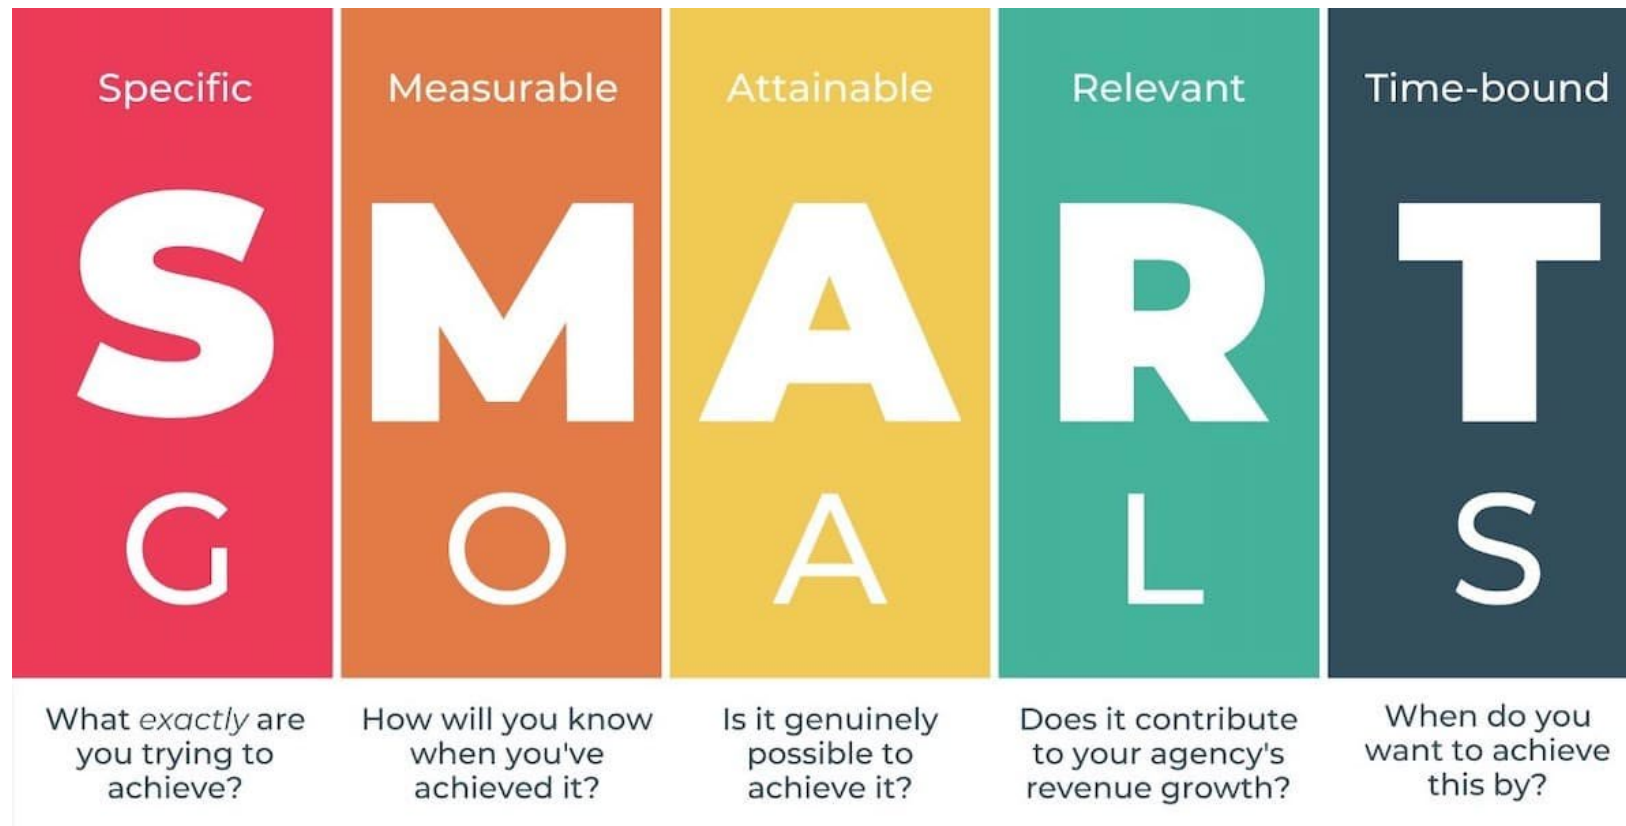 Specific Measurable Attainable Relevant Time-bound
S M A R T
G O A L S
What exactly are
you trying to
achieve?
How will you know
when you've
achieved it?
Is it genuinely
possible to
achieve it?
Does it contribute
to your agency's
revenue growth?
When do you
want to achieve
this by?